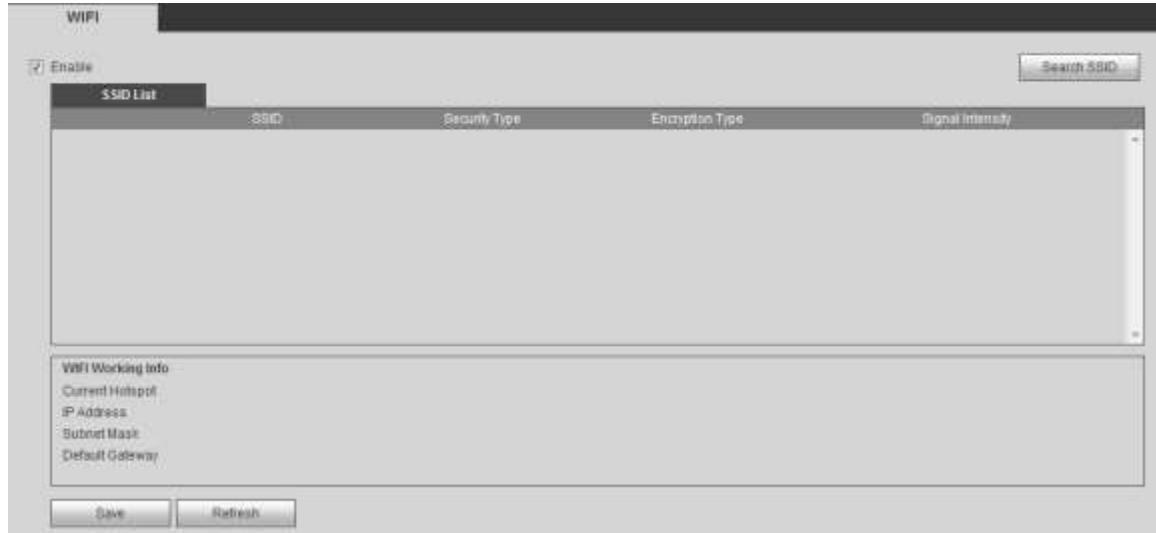 WIFI
Enable
Search SSID
SSID List
SSID Security Type Encryption Type Signal Intensity
WIFI Working Info
Current Hotspot
IP Address
Subnet Mask
Default Gateway
Save Refresh